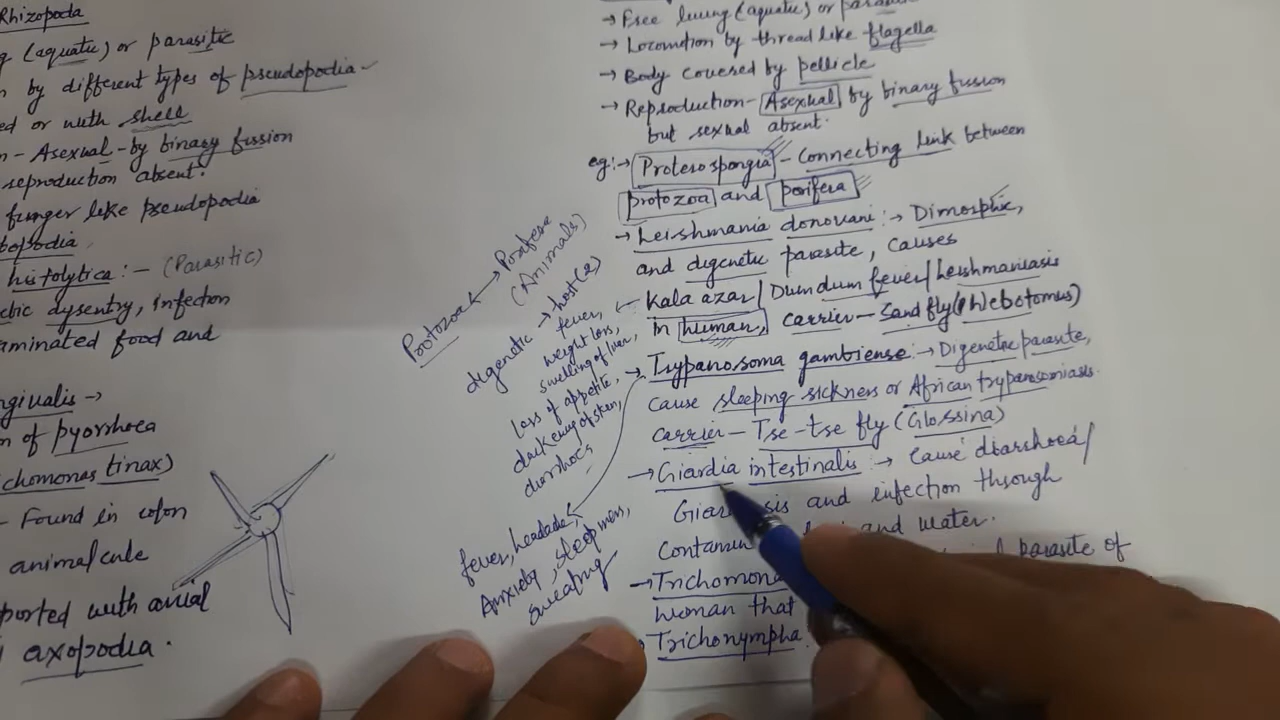 Rhizopoda
(aquatic) or parasitic
by different types of pseudopodia
or with shell
Asexual - by binary fission
reproduction absent.
funger like pseudopodia
histolytica :- (Parasitic)
dysentry, infection
food and
of pyorrhoea
tinax)
- Found in colon
animalcule
with axial
axopodia.
Protozoa
Porifera
(Animals)
digenetic → host(2)
fever,
weight loss,
swelling of liver,
loss of appetite,
darkening of skin,
diarrhoea
fever, headache,
Anxiety, sleepiness,
sweating
→ Free living (aquatic) or
→ Locomotion by thread like flagella
→ Body covered by pellicle
→ Reproduction - Asexual by binary fission
but sexual absent.
eg:→ Proterospongia - Connecting link between
protozoa and porifera
→ Leishmania donovani :→ Dimorphic,
and digenetic parasite, causes
Kala azar/Dumdum fever/Leishmaniasis
in human, carrier - Sand fly (Phlebotomus)
→ Trypanosoma gambiense :→ Digenetic parasite,
cause sleeping sickness or African trypanosomiasis.
carrier - Tse-tse fly (Glossina)
→ Giardia intestinalis → cause diarrhoea/
and infection through
and water.
parasite of
woman that
Trichonympha